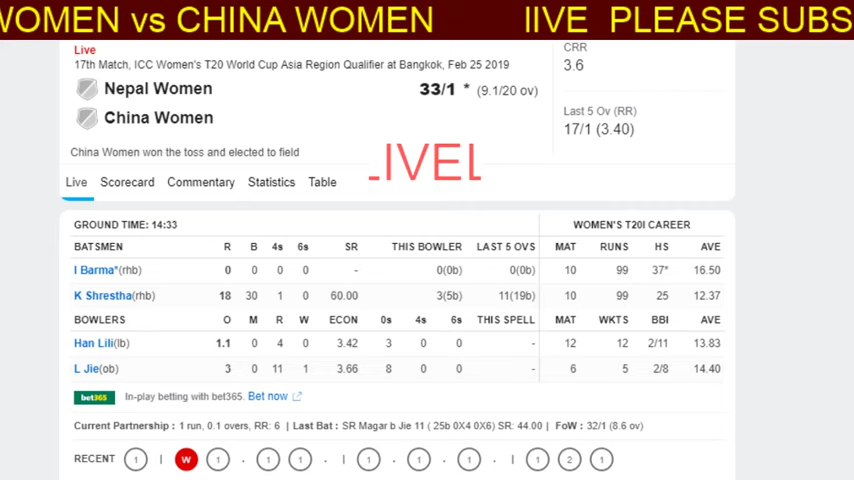 WOMEN vs CHINA WOMEN lIVE PLEASE SUBS
Live
17th Match, ICC Women's T20 World Cup Asia Region Qualifier at Bangkok, Feb 25 2019
Nepal Women 33/1 * (9.1/20 ov)
China Women
China Women won the toss and elected to field
CRR
3.6
Last 5 Ov (RR)
17/1 (3.40)
LIVEL
Live Scorecard Commentary Statistics Table
GROUND TIME: 14:33 WOMEN'S T20I CAREER
BATSMEN R B 4s 6s SR THIS BOWLER LAST 5 OVS MAT RUNS HS AVE
I Barma*(rhb) 0 0 0 0 - 0(0b) 0(0b) 10 99 37* 16.50
K Shrestha(rhb) 18 30 1 0 60.00 3(5b) 11(19b) 10 99 25 12.37
BOWLERS O M R W ECON 0s 4s 6s THIS SPELL MAT WKTS BBI AVE
Han Lili(lb) 1.1 0 4 0 3.42 3 0 0 - 12 12 2/11 13.83
L Jie(ob) 3 0 11 1 3.66 8 0 0 - 6 5 2/8 14.40
bet365 In-play betting with bet365. Bet now
Current Partnership : 1 run, 0.1 overs, RR: 6 | Last Bat : SR Magar b Jie 11 ( 25b 0X4 0X6) SR: 44.00 | FoW : 32/1 (8.6 ov)
RECENT 1 | W 1 . 1 1 . | 1 . 1 . 1 . | 1 2 1